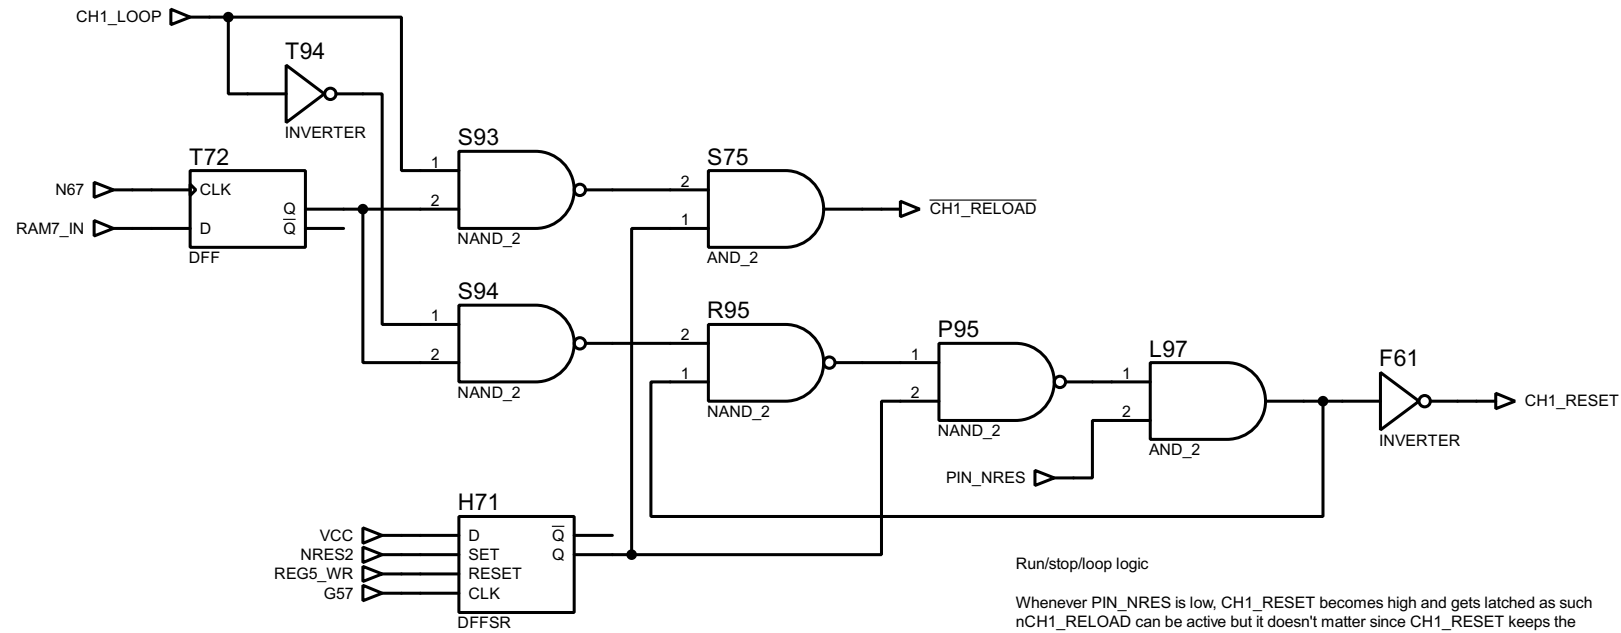 CH1_LOOP
T94
INVERTER
T72
N67
CLK
RAM7_IN
D
Q
Q
DFF
S93
1
2
NAND_2
S75
2
1
AND_2
CH1_RELOAD
S94
1
2
NAND_2
R95
2
1
NAND_2
P95
1
2
NAND_2
L97
1
2
AND_2
PIN_NRES
F61
INVERTER
CH1_RESET
H71
VCC
NRES2
REG5_WR
G57
D
SET
RESET
CLK
Q
Q
DFFSR
Run/stop/loop logic
Whenever PIN_NRES is low, CH1_RESET becomes high and gets latched as such
nCH1_RELOAD can be active but it doesn't matter since CH1_RESET keeps the